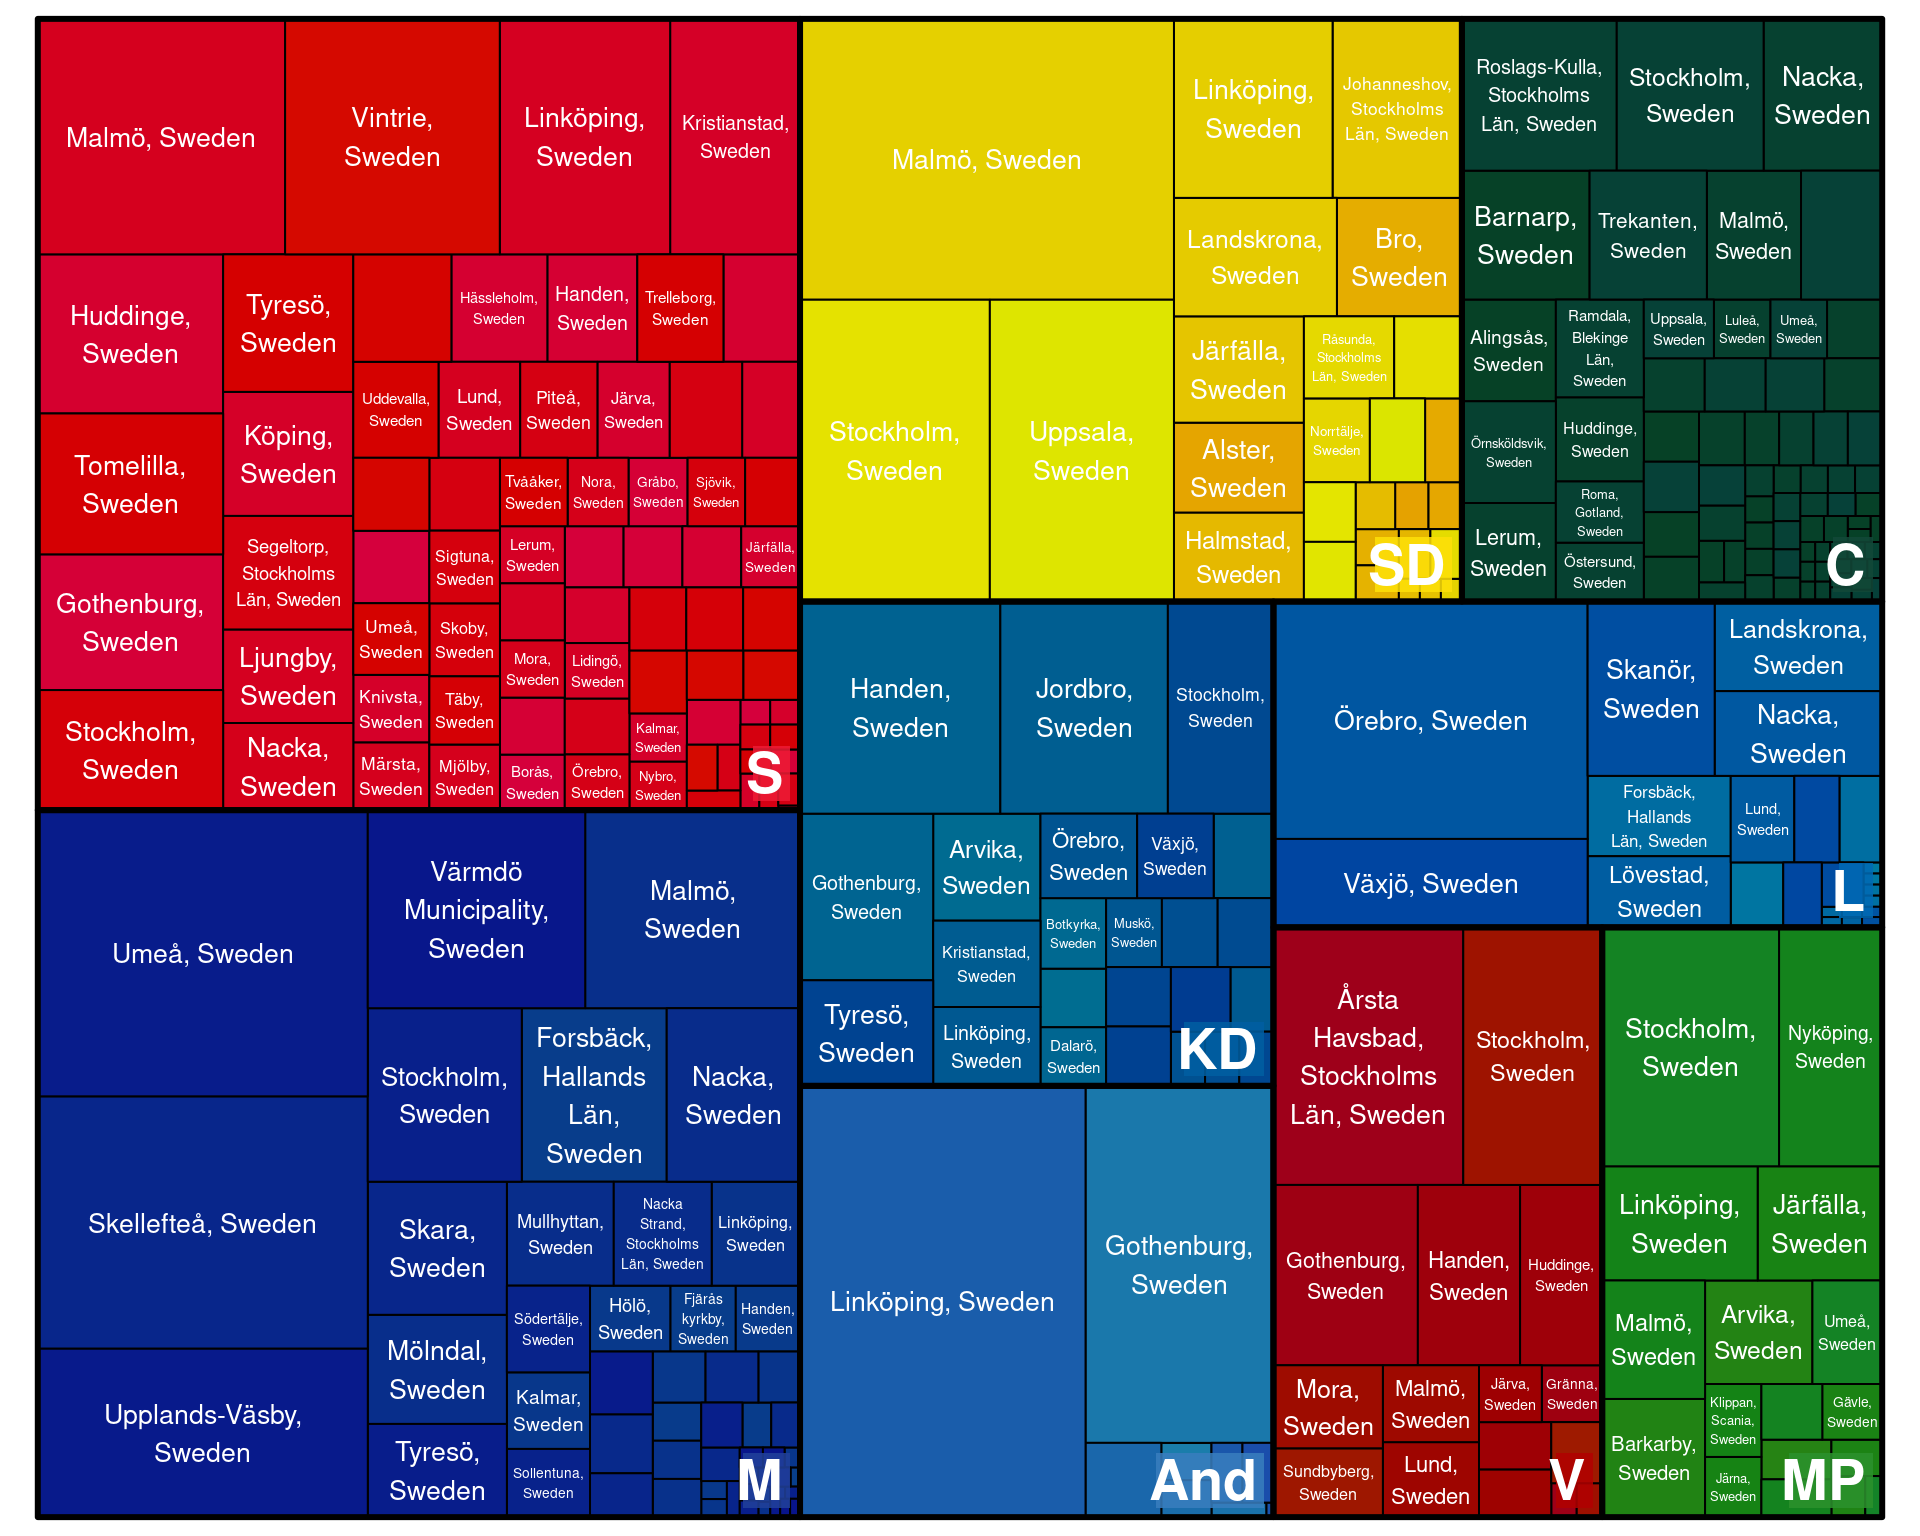 Malmö, Sweden
Vintrie,
Sweden
Linköping,
Sweden
Kristianstad,
Sweden
Huddinge,
Sweden
Tomelilla,
Sweden
Gothenburg,
Sweden
Stockholm,
Sweden
Tyresö,
Sweden
Köping,
Sweden
Segeltorp,
Stockholms
Län, Sweden
Ljungby,
Sweden
Nacka,
Sweden
Hässleholm,
Sweden
Handen,
Sweden
Trelleborg,
Sweden
Uddevalla,
Sweden
Lund,
Sweden
Piteå,
Sweden
Järva,
Sweden
Tvååker,
Sweden
Nora,
Sweden
Gråbo,
Sweden
Sjövik,
Sweden
Sigtuna,
Sweden
Lerum,
Sweden
Järfälla,
Sweden
Umeå,
Sweden
Skoby,
Sweden
Mora,
Sweden
Lidingö,
Sweden
Knivsta,
Sweden
Täby,
Sweden
Kalmar,
Sweden
Märsta,
Sweden
Mjölby,
Sweden
Borås,
Sweden
Örebro,
Sweden
Nybro,
Sweden
S
Malmö, Sweden
Stockholm,
Sweden
Uppsala,
Sweden
Linköping,
Sweden
Johanneshov,
Stockholms
Län, Sweden
Landskrona,
Sweden
Bro,
Sweden
Järfälla,
Sweden
Alster,
Sweden
Halmstad,
Sweden
Råsunda,
Stockholms
Län, Sweden
Norrtälje,
Sweden
SD
Roslags-Kulla,
Stockholms
Län, Sweden
Stockholm,
Sweden
Nacka,
Sweden
Barnarp,
Sweden
Trekanten,
Sweden
Malmö,
Sweden
Alingsås,
Sweden
Örnsköldsvik,
Sweden
Lerum,
Sweden
Ramdala,
Blekinge
Län,
Sweden
Huddinge,
Sweden
Roma,
Gotland,
Sweden
Östersund,
Sweden
Uppsala,
Sweden
Luleå,
Sweden
Umeå,
Sweden
C
Umeå, Sweden
Skellefteå, Sweden
Upplands-Väsby,
Sweden
Värmdö
Municipality,
Sweden
Malmö,
Sweden
Stockholm,
Sweden
Forsbäck,
Hallands
Län,
Sweden
Nacka,
Sweden
Skara,
Sweden
Mölndal,
Sweden
Tyresö,
Sweden
Mullhyttan,
Sweden
Nacka
Strand,
Stockholms
Län, Sweden
Linköping,
Sweden
Södertälje,
Sweden
Hölö,
Sweden
Fjärås
kyrkby,
Sweden
Handen,
Sweden
Kalmar,
Sweden
Sollentuna,
Sweden
M
Handen,
Sweden
Jordbro,
Sweden
Stockholm,
Sweden
Gothenburg,
Sweden
Tyresö,
Sweden
Arvika,
Sweden
Kristianstad,
Sweden
Linköping,
Sweden
Örebro,
Sweden
Växjö,
Sweden
Botkyrka,
Sweden
Muskö,
Sweden
Dalarö,
Sweden
KD
Örebro, Sweden
Växjö, Sweden
Skanör,
Sweden
Landskrona,
Sweden
Nacka,
Sweden
Forsbäck,
Hallands
Län, Sweden
Lövestad,
Sweden
Lund,
Sweden
L
Linköping, Sweden
Gothenburg,
Sweden
And
Årsta
Havsbad,
Stockholms
Län, Sweden
Stockholm,
Sweden
Gothenburg,
Sweden
Handen,
Sweden
Huddinge,
Sweden
Mora,
Sweden
Sundbyberg,
Sweden
Malmö,
Sweden
Lund,
Sweden
Järva,
Sweden
Gränna,
Sweden
V
Stockholm,
Sweden
Nyköping,
Sweden
Linköping,
Sweden
Järfälla,
Sweden
Malmö,
Sweden
Barkarby,
Sweden
Arvika,
Sweden
Umeå,
Sweden
Klippan,
Scania,
Sweden
Järna,
Sweden
Gävle,
Sweden
MP